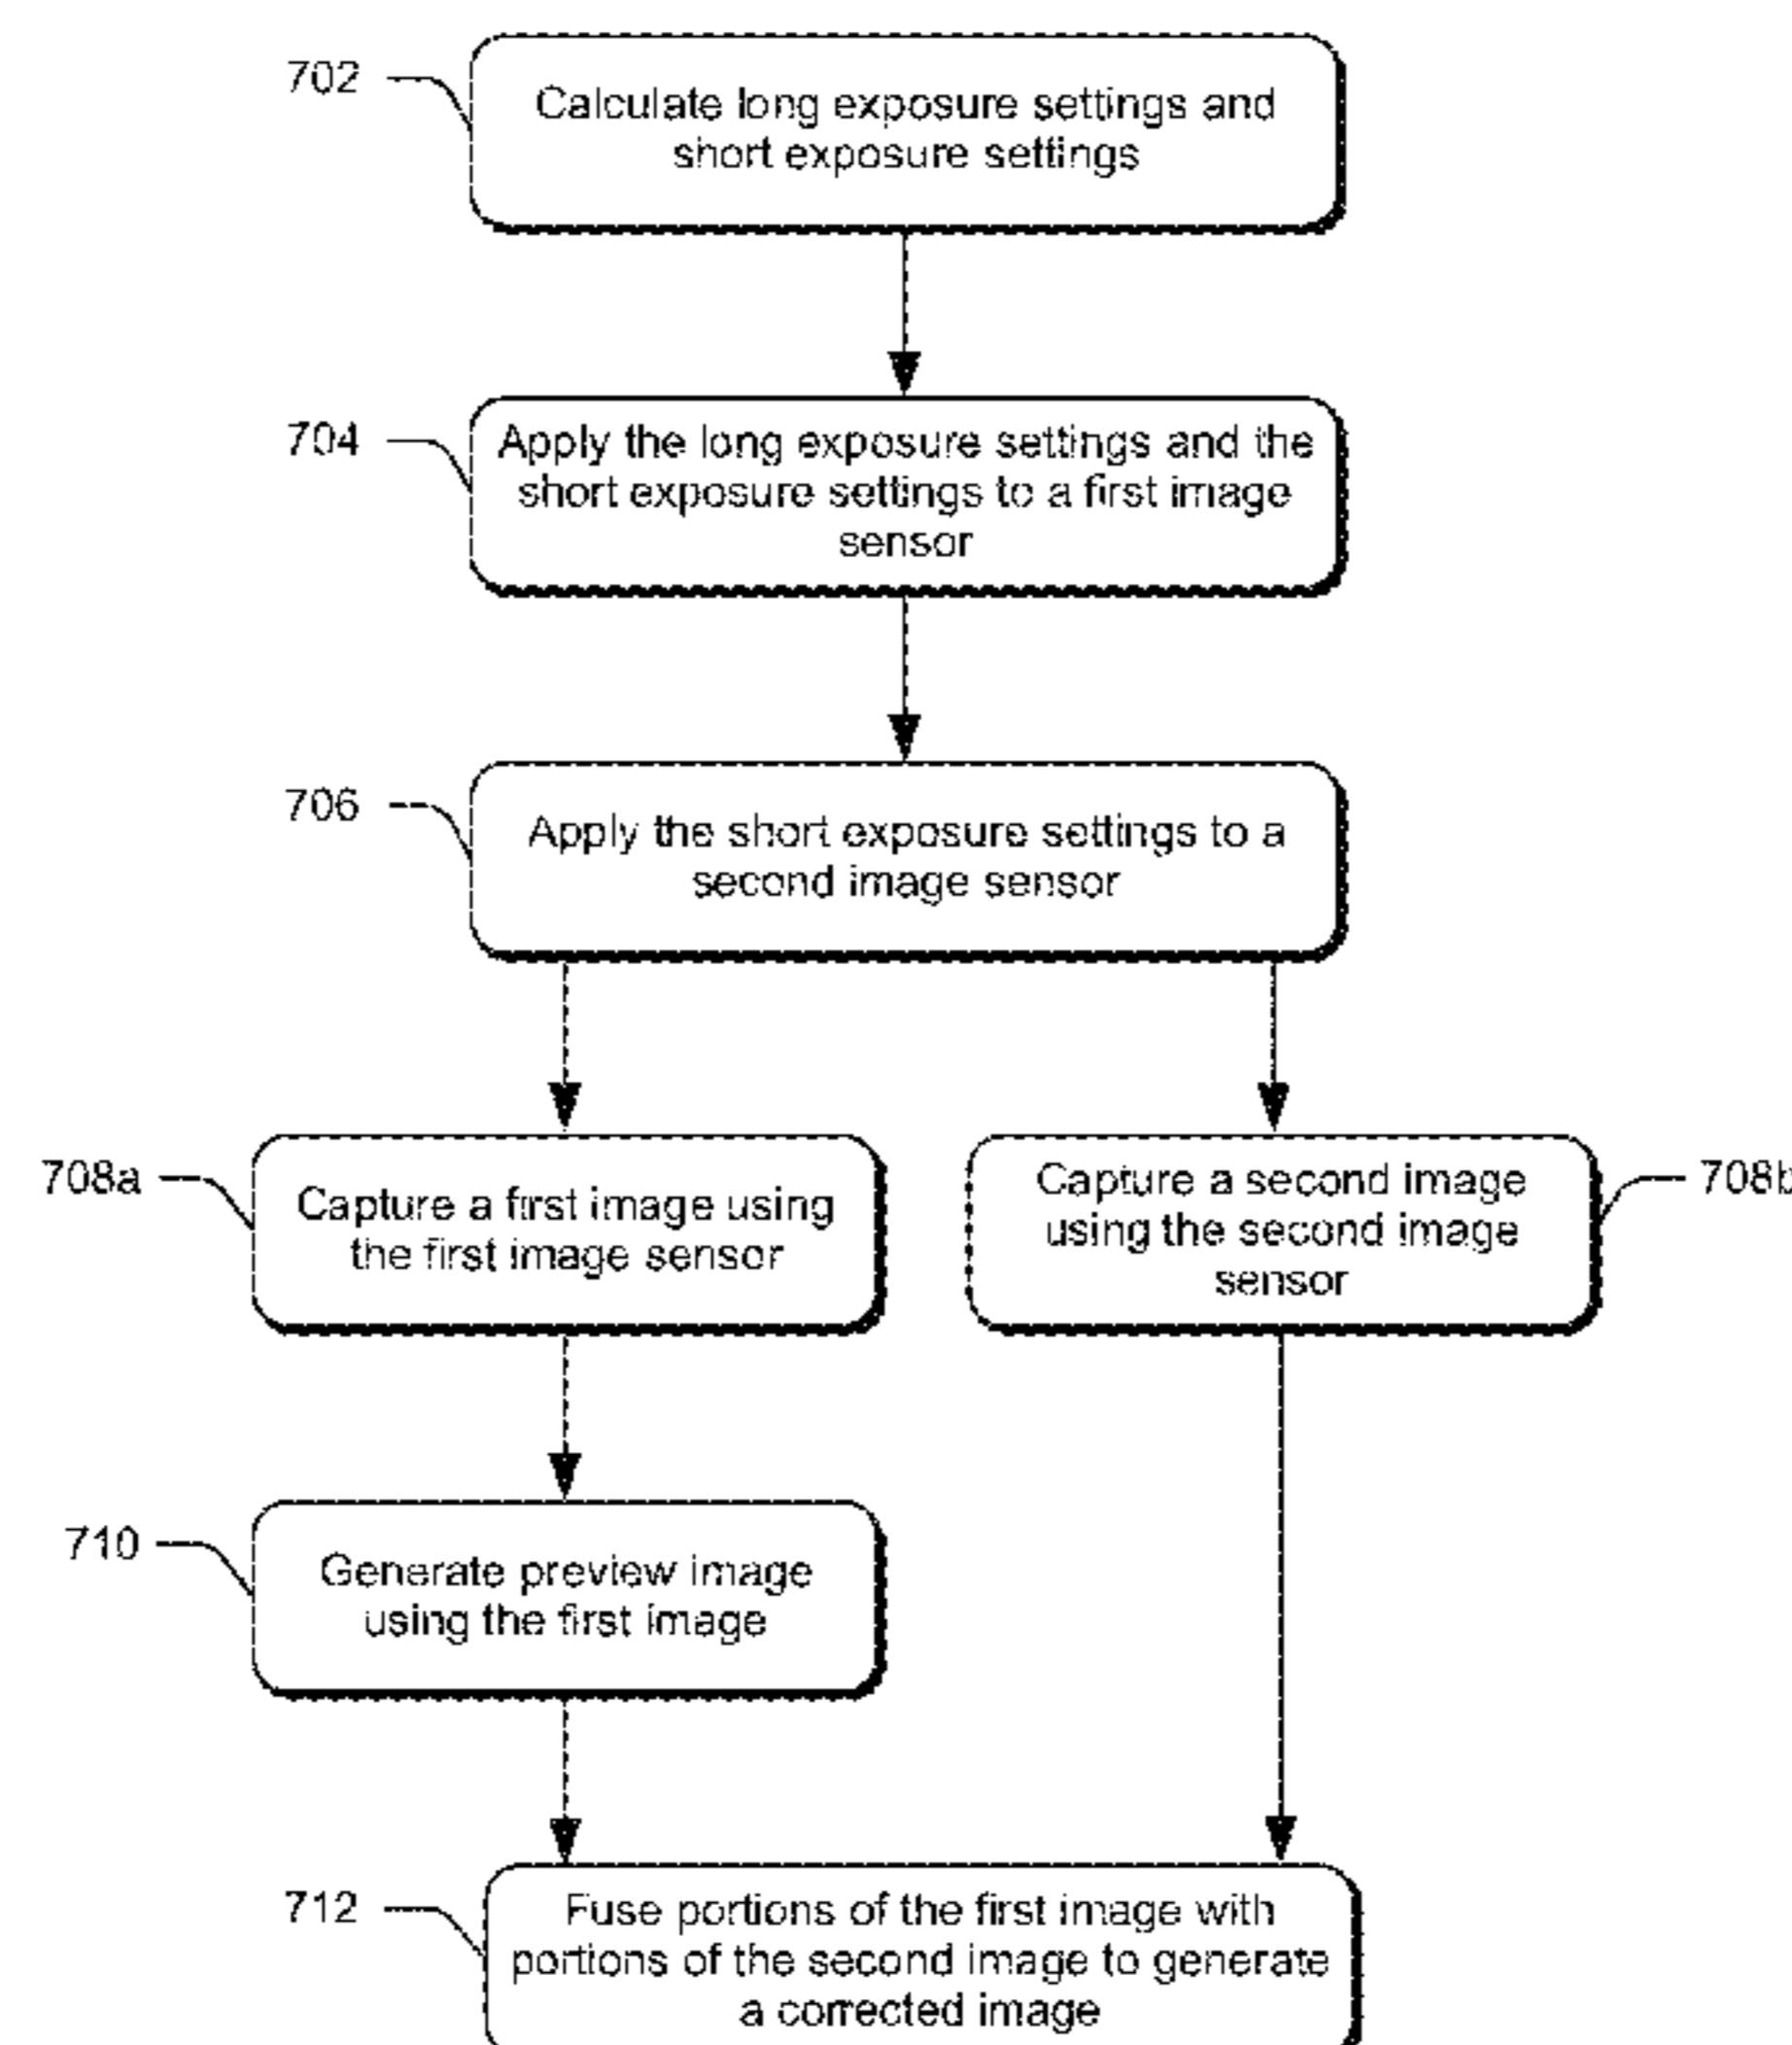 702
Calculate long exposure settings and
short exposure settings
704
Apply the long exposure settings and the
short exposure settings to a first image
sensor
706
Apply the short exposure settings to a
second image sensor
708a
Capture a first image using
the first image sensor
Capture a second image
using the second image
sensor
708b
710
Generate preview image
using the first image
712
Fuse portions of the first image with
portions of the second image to generate
a corrected image